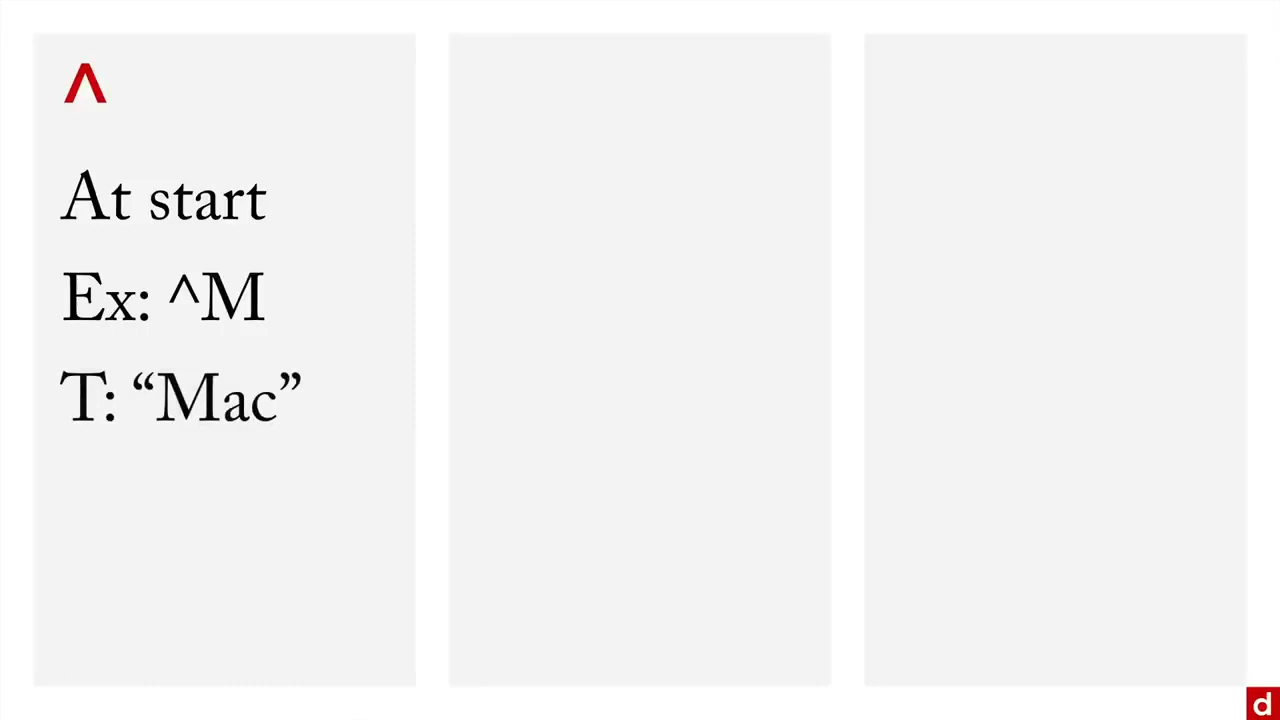 ^
At start
Ex: ^M
T: “Mac”
d